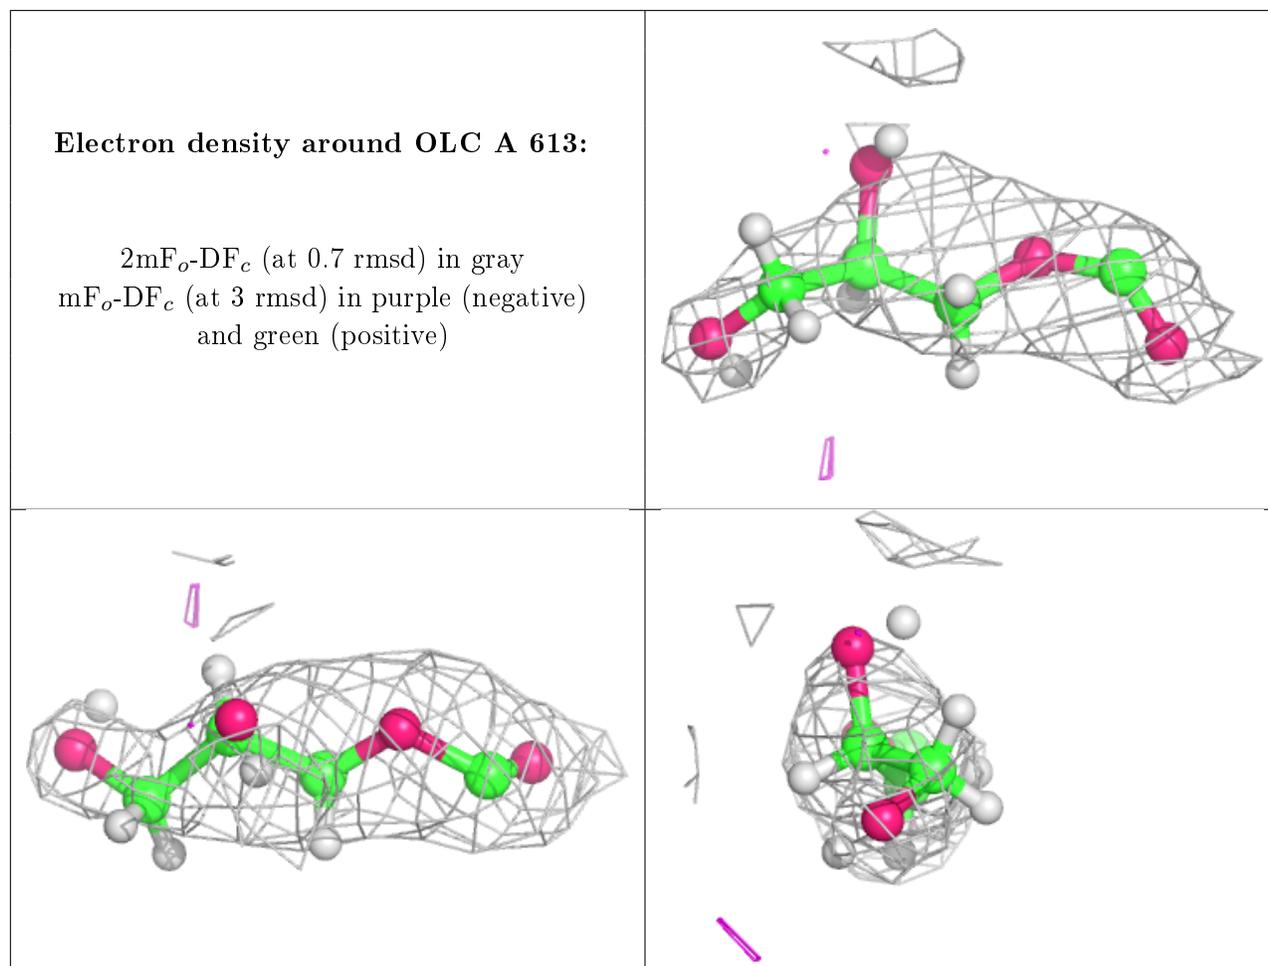 Electron density around OLC A 613:
2mFo-DFc (at 0.7 rmsd) in gray
mFo-DFc (at 3 rmsd) in purple (negative)
and green (positive)